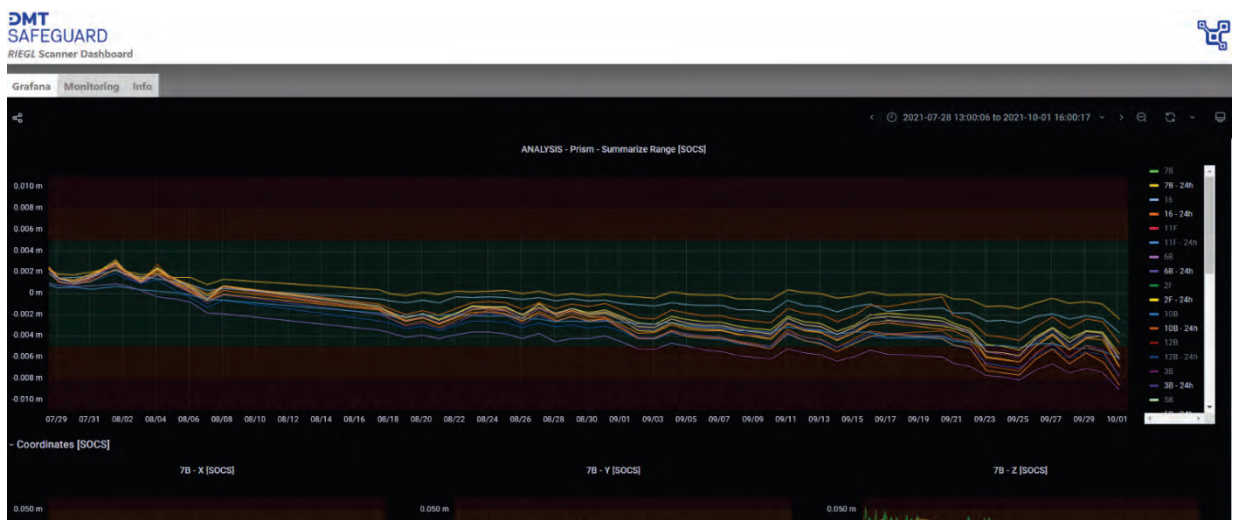 DMT
SAFEGUARD
RIEGL Scanner Dashboard
Grafana Monitoring Info
2021-07-28 13:00:06 to 2021-10-01 16:00:17
ANALYSIS - Prism - Summarize Range [SOCS]
0.010 m
0.008 m
0.006 m
0.004 m
0.002 m
0 m
-0.002 m
-0.004 m
-0.006 m
-0.008 m
-0.010 m
07/29 07/31 08/02 08/04 08/06 08/08 08/10 08/12 08/14 08/16 08/18 08/20 08/22 08/24 08/26 08/28 08/30 09/01 09/03 09/05 09/07 09/09 09/11 09/13 09/15 09/17 09/19 09/21 09/23 09/25 09/27 09/29 10/01
7B
7B - 24h
16
16 - 24h
11F
11F - 24h
6B
6B - 24h
2F
2F - 24h
10B
10B - 24h
12B
12B - 24h
3B
3B - 24h
5B
Coordinates [SOCS]
7B - X [SOCS] 7B - Y [SOCS] 7B - Z [SOCS]
0.050 m 0.050 m 0.050 m